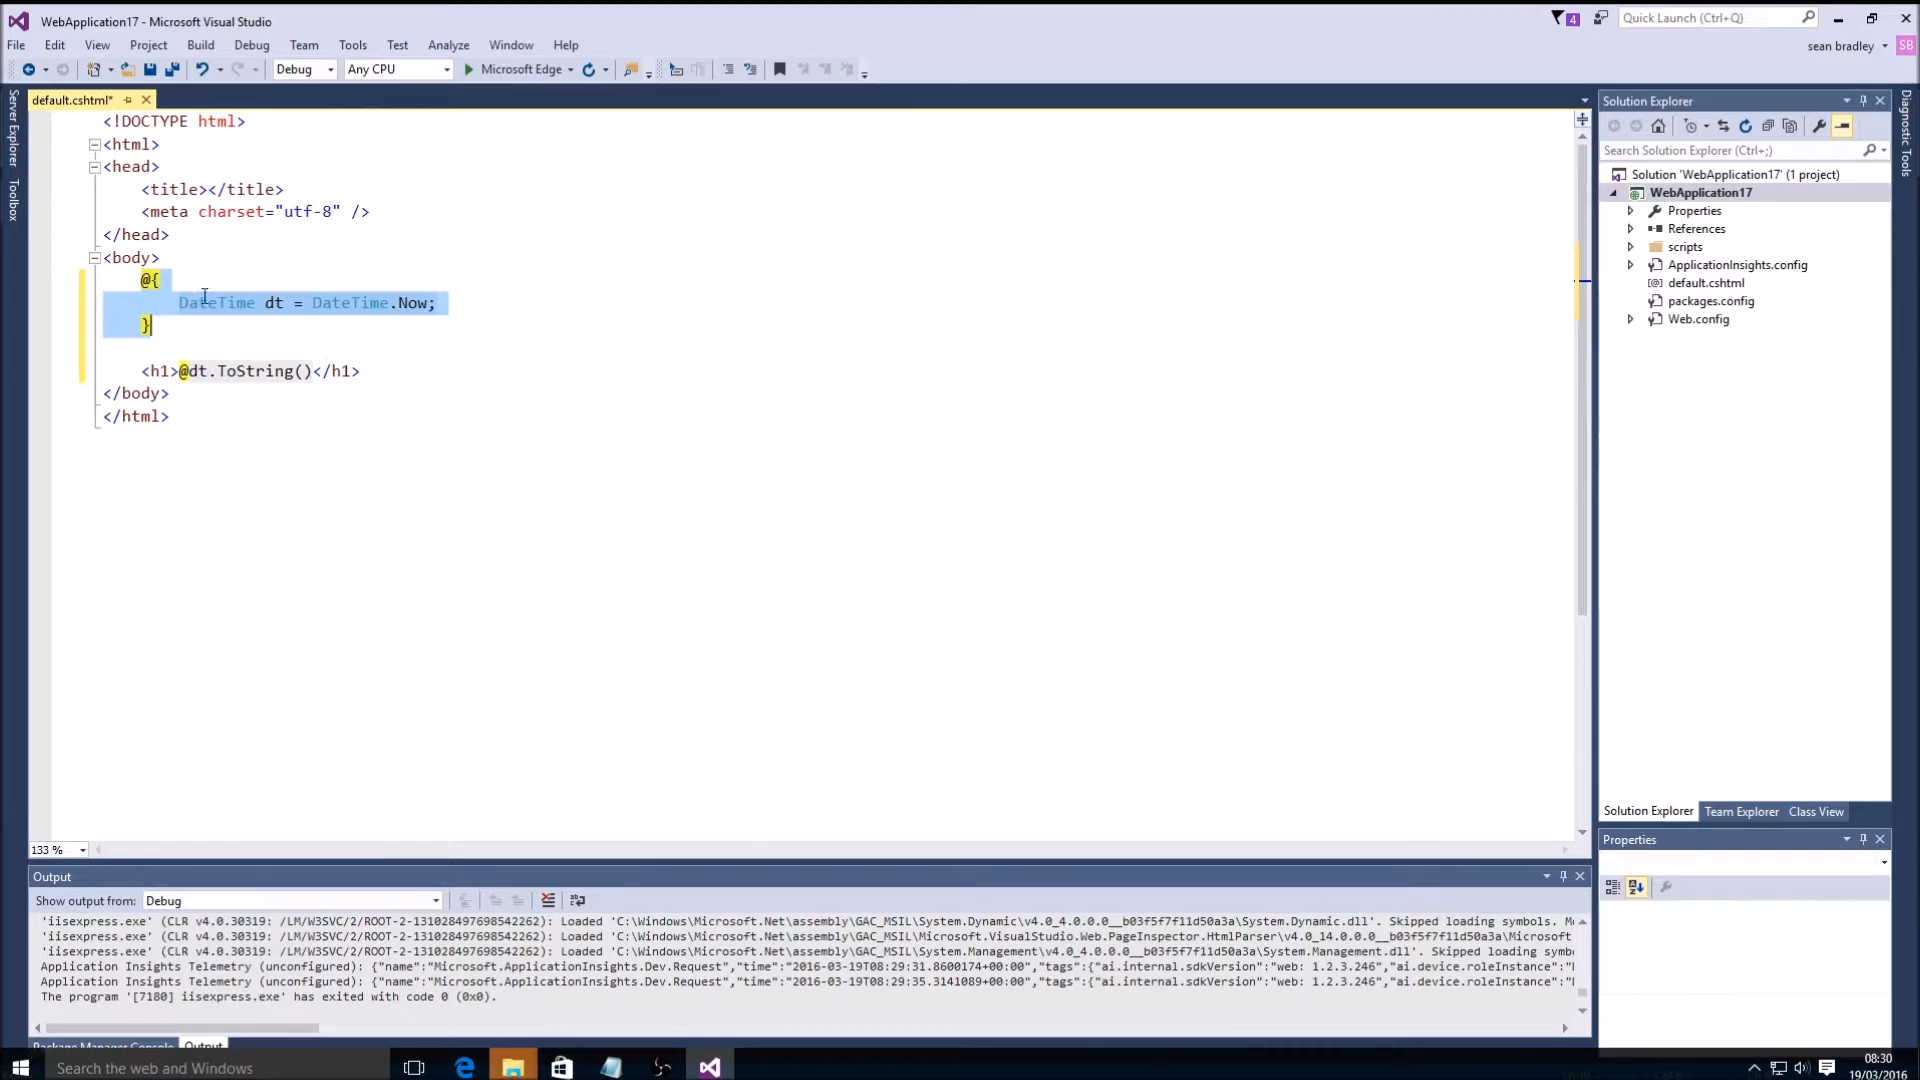 WebApplication17 - Microsoft Visual Studio
4
Quick Launch (Ctrl+Q)
File Edit View Project Build Debug Team Tools Test Analyze Window Help
sean bradley
SB
Debug
Any CPU
Microsoft Edge
Server Explorer
Toolbox
default.cshtml*
<!DOCTYPE html>
<html>
<head>
<title></title>
<meta charset="utf-8" />
</head>
<body>
@{
DateTime dt = DateTime.Now;
}
<h1>@dt.ToString()</h1>
</body>
</html>
133 %
Solution Explorer
Search Solution Explorer (Ctrl+;)
Solution 'WebApplication17' (1 project)
WebApplication17
Properties
References
scripts
ApplicationInsights.config
default.cshtml
packages.config
Web.config
Diagnostic Tools
Solution Explorer Team Explorer Class View
Properties
Output
Show output from: Debug
'iisexpress.exe' (CLR v4.0.30319: /LM/W3SVC/2/ROOT-2-131028497698542262): Loaded 'C:\Windows\Microsoft.Net\assembly\GAC_MSIL\System.Dynamic\v4.0_4.0.0.0__b03f5f7f11d50a3a\System.Dynamic.dll'. Skipped loading symbols. Mo
'iisexpress.exe' (CLR v4.0.30319: /LM/W3SVC/2/ROOT-2-131028497698542262): Loaded 'C:\Windows\Microsoft.Net\assembly\GAC_MSIL\Microsoft.VisualStudio.Web.PageInspector.HtmlParser\v4.0_14.0.0.0__b03f5f7f11d50a3a\Microsoft
'iisexpress.exe' (CLR v4.0.30319: /LM/W3SVC/2/ROOT-2-131028497698542262): Loaded 'C:\Windows\Microsoft.Net\assembly\GAC_MSIL\System.Management\v4.0_4.0.0.0__b03f5f7f11d50a3a\System.Management.dll'. Skipped loading symb
Application Insights Telemetry (unconfigured): {"name":"Microsoft.ApplicationInsights.Dev.Request","time":"2016-03-19T08:29:31.8600174+00:00","tags":{"ai.internal.sdkVersion":"web: 1.2.3.246","ai.device.roleInstance":"
Application Insights Telemetry (unconfigured): {"name":"Microsoft.ApplicationInsights.Dev.Request","time":"2016-03-19T08:29:35.3141089+00:00","tags":{"ai.internal.sdkVersion":"web: 1.2.3.246","ai.device.roleInstance":"
The program '[7180] iisexpress.exe' has exited with code 0 (0x0).
Package Manager Console Output
Search the web and Windows
08:30
19/03/2016